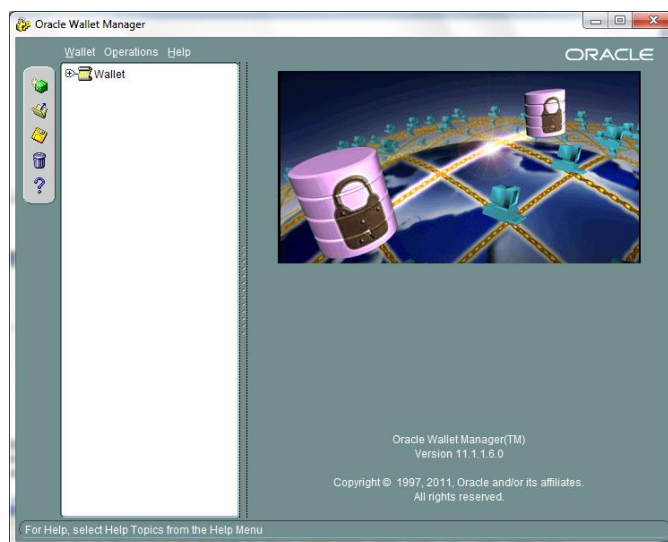 Oracle Wallet Manager
Wallet Operations Help
ORACLE
Wallet
Oracle Wallet Manager(TM)
Version 11.1.1.6.0
Copyright © 1997, 2011, Oracle and/or its affiliates.
All rights reserved.
For Help, select Help Topics from the Help Menu